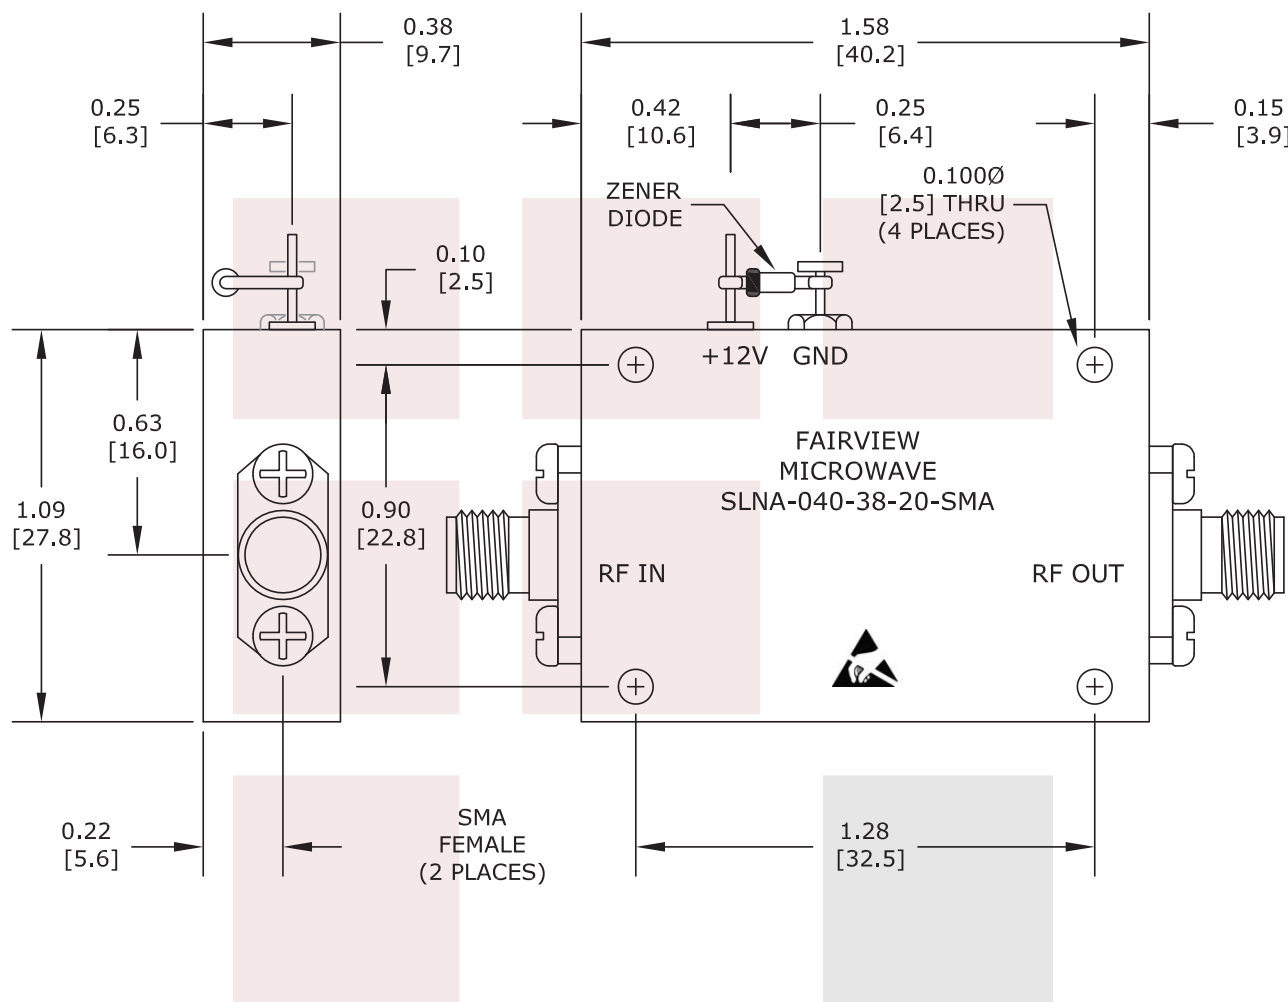 0.38
[9.7]
1.58
[40.2]
0.25
[6.3]
0.42
[10.6]
0.25
[6.4]
0.15
[3.9]
ZENER
DIODE
0.100Ø
[2.5] THRU
(4 PLACES)
0.10
[2.5]
+12V GND
0.63
[16.0]
FAIRVIEW
MICROWAVE
SLNA-040-38-20-SMA
1.09
[27.8]
0.90
[22.8]
RF IN
RF OUT
0.22
[5.6]
SMA
FEMALE
(2 PLACES)
1.28
[32.5]